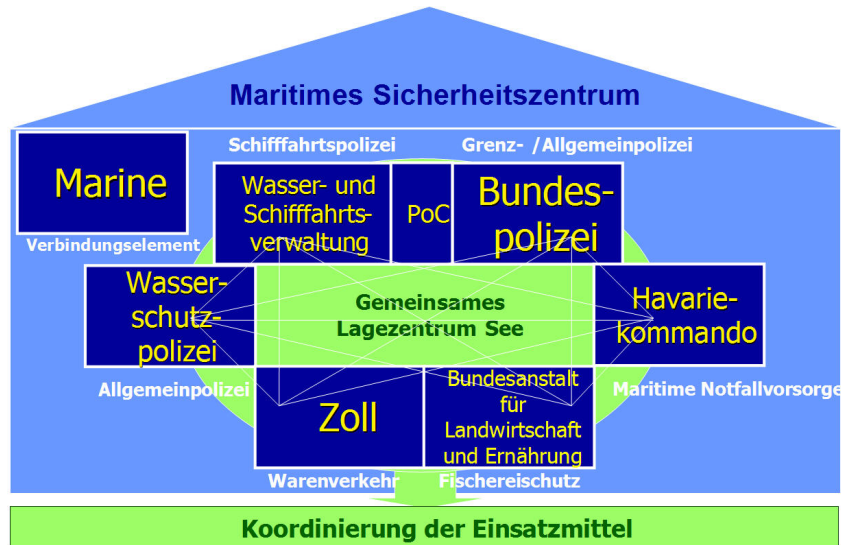 Maritimes Sicherheitszentrum
Schifffahrtspolizei
Grenz- /Allgemeinpolizei
Marine
Verbindungselement
Wasser- und
Schifffahrts-
verwaltung
PoC
Bundes-
polizei
Wasser-
schutz-
polizei
Allgemeinpolizei
Gemeinsames
Lagezentrum See
Havarie-
kommando
Maritime Notfallvorsorge
Zoll
Warenverkehr
Bundesanstalt
für
Landwirtschaft
und Ernährung
Fischereischutz
Koordinierung der Einsatzmittel